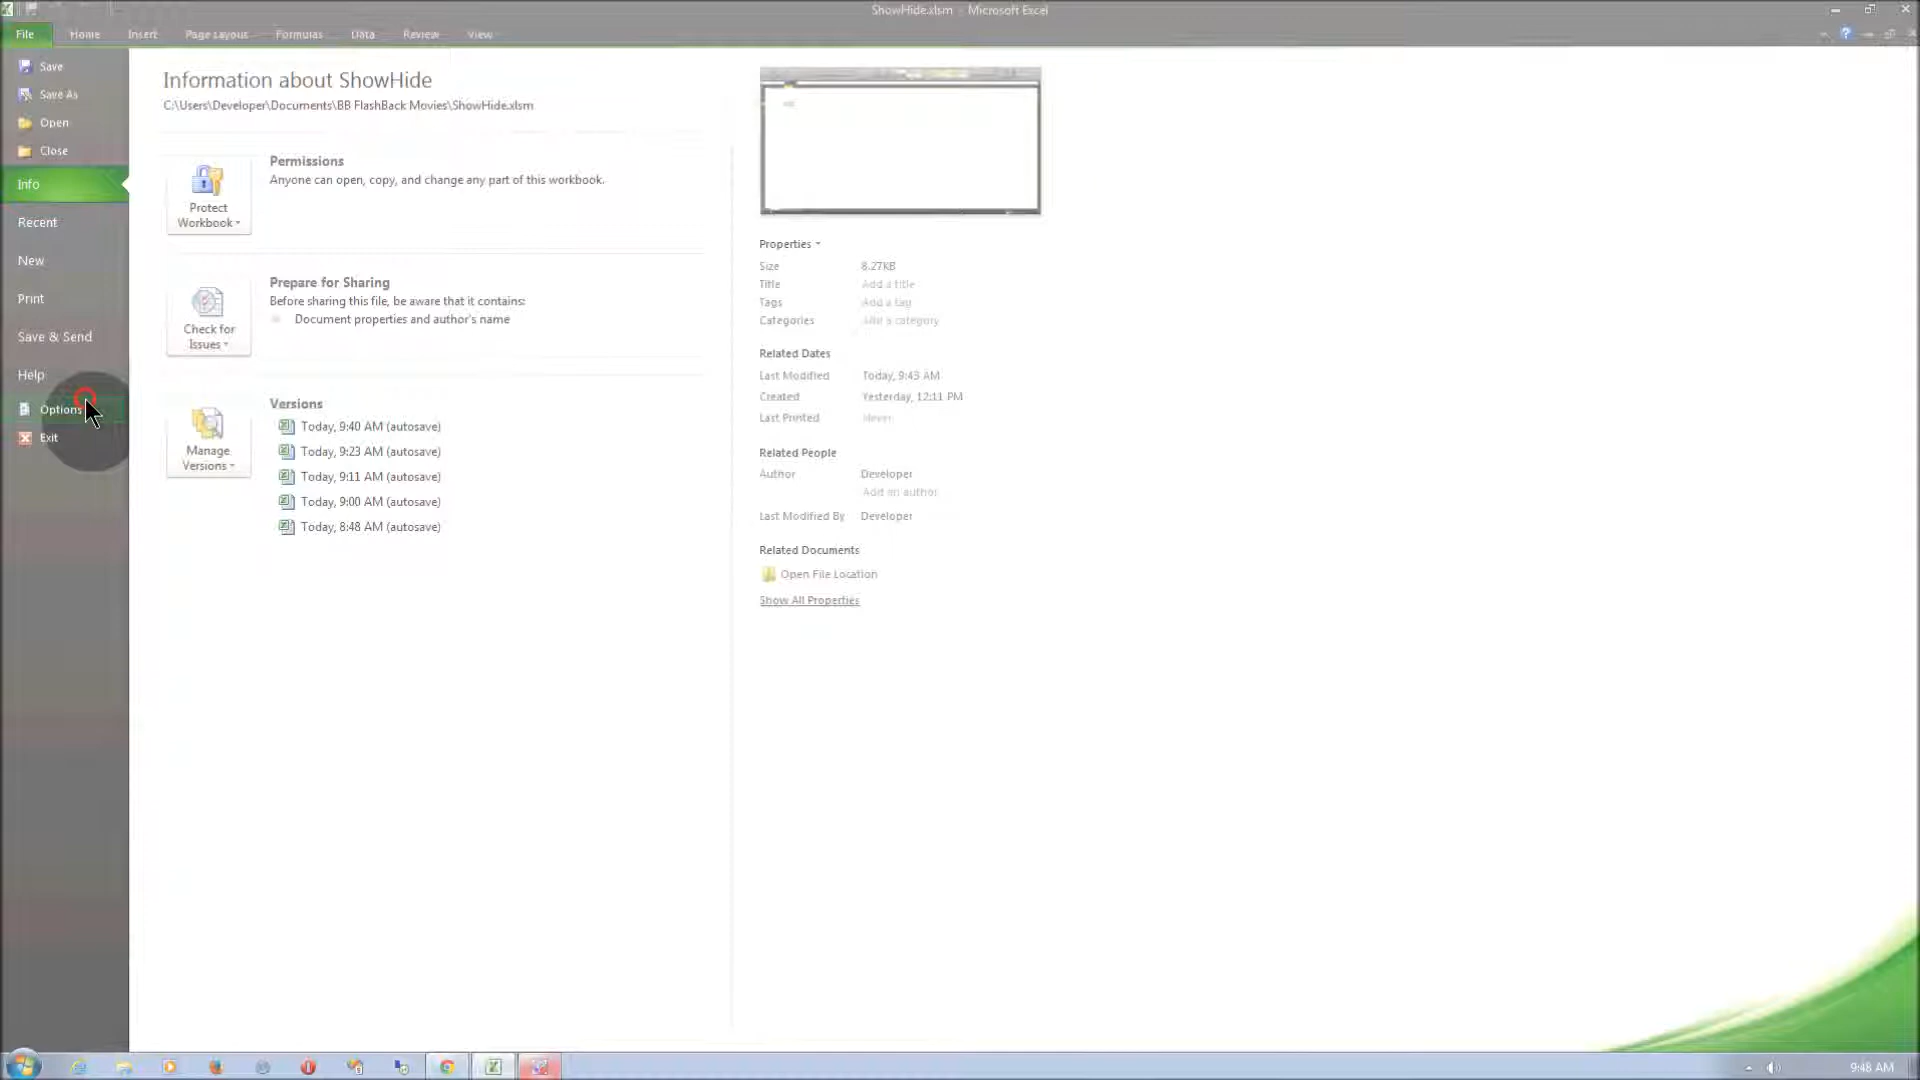 ShowHide.xlsm - Microsoft Excel
File Home Insert Page Layout Formulas Data Review View
Save
Save As
Open
Close
Info
Recent
New
Print
Save & Send
Help
Options
Exit
Information about ShowHide
C:\Users\Developer\Documents\BB FlashBack Movies\ShowHide.xlsm
Protect
Workbook
Permissions
Anyone can open, copy, and change any part of this workbook.
Check for
Issues
Prepare for Sharing
Before sharing this file, be aware that it contains:
Document properties and author's name
Manage
Versions
Versions
Today, 9:40 AM (autosave)
Today, 9:23 AM (autosave)
Today, 9:11 AM (autosave)
Today, 9:00 AM (autosave)
Today, 8:48 AM (autosave)
Properties
Size 8.27KB
Title Add a title
Tags Add a tag
Categories Add a category
Related Dates
Last Modified Today, 9:43 AM
Created Yesterday, 12:11 PM
Last Printed Never
Related People
Author Developer
Add an author
Last Modified By Developer
Related Documents
Open File Location
Show All Properties
9:48 AM